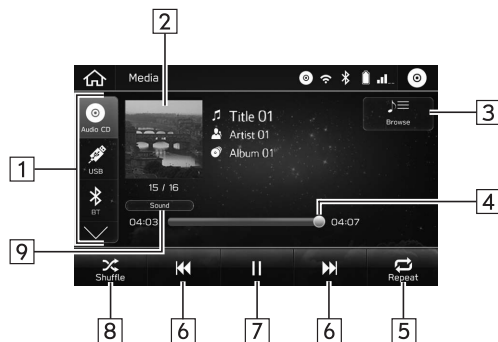 2
Media
1
Audio CD
USB
BT
Title 01
Artist 01
Album 01
15 / 16
Browse
3
Sound
04:03
04:07
4
9
Shuffle
Repeat
8
6
7
6
5